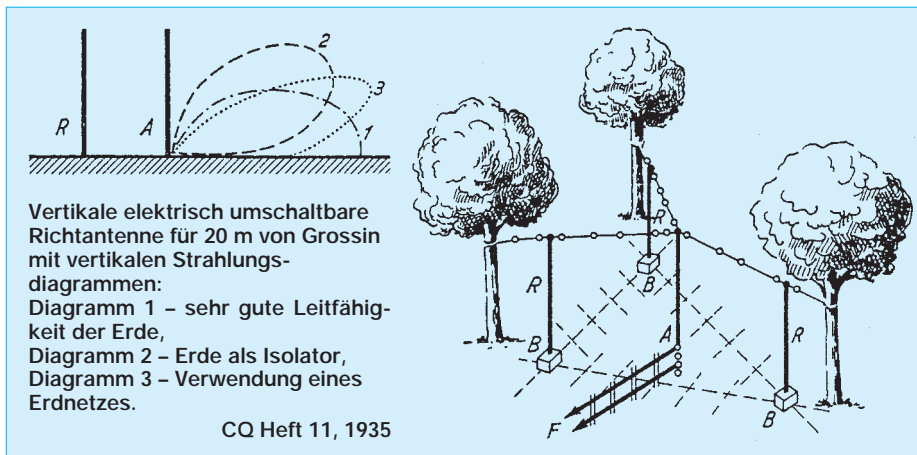 2
3
1
R
A
Vertikale elektrisch umschaltbare
Richtantenne für 20 m von Grossin
mit vertikalen Strahlungs-
diagrammen:
Diagramm 1 – sehr gute Leitfähig-
keit der Erde,
Diagramm 2 – Erde als Isolator,
Diagramm 3 – Verwendung eines
Erdnetzes.
CQ Heft 11, 1935
R
B
R
B
A
R
B
F